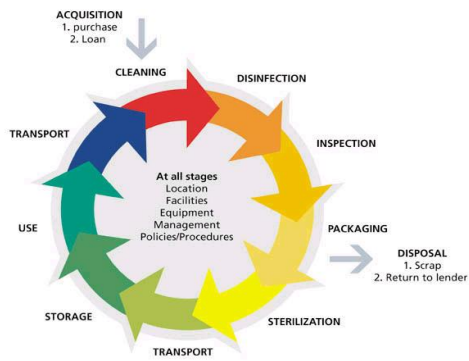 ACQUISITION
1. purchase
2. Loan
CLEANING
DISINFECTION
INSPECTION
PACKAGING
DISPOSAL
1. Scrap
2. Return to lender
STERILIZATION
TRANSPORT
STORAGE
USE
TRANSPORT
At all stages
Location
Facilities
Equipment
Management
Policies/Procedures